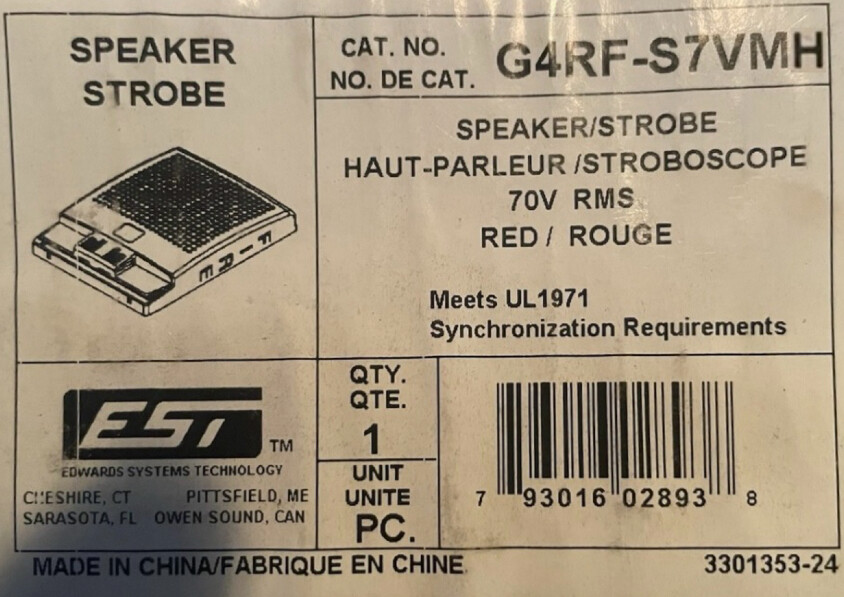 SPEAKER
STROBE
CAT. NO.
NO. DE CAT.
G4RF-S7VMH
SPEAKER/STROBE
HAUT-PARLEUR /STROBOSCOPE
70V RMS
RED / ROUGE
Meets UL1971
Synchronization Requirements
FIRE
EST TM
EDWARDS SYSTEMS TECHNOLOGY
CHESHIRE, CT PITTSFIELD, ME
SARASOTA, FL OWEN SOUND, CAN
QTY.
QTE.
1
UNIT
UNITE
PC.
7 93016 02893 8
MADE IN CHINA/FABRIQUE EN CHINE
3301353-24